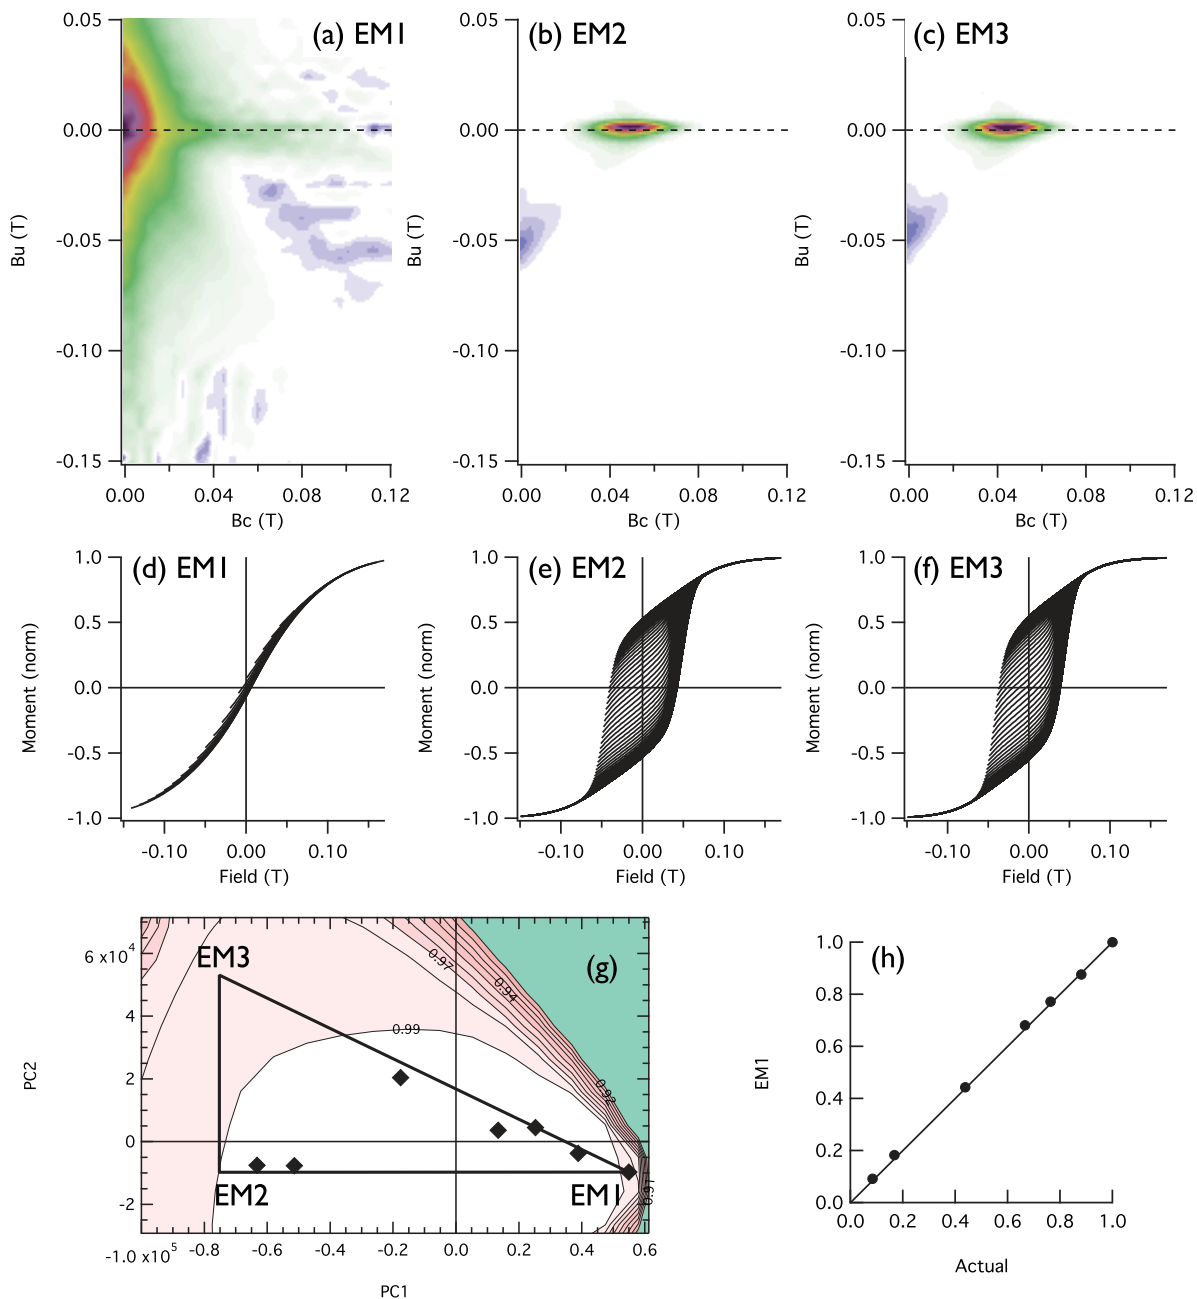 (a) EM1
(b) EM2
(c) EM3
0.05
0.00
-0.05
-0.10
-0.15
Bu (T)
0.00 0.04 0.08 0.12
Bc (T)
0.05
0.00
-0.05
-0.10
-0.15
Bu (T)
0.00 0.04 0.08 0.12
Bc (T)
0.05
0.00
-0.05
-0.10
-0.15
Bu (T)
0.00 0.04 0.08 0.12
Bc (T)
(d) EM1
1.0
0.5
0.0
-0.5
-1.0
Moment (norm)
-0.10 0.00 0.10
Field (T)
(e) EM2
1.0
0.5
0.0
-0.5
-1.0
Moment (norm)
-0.10 0.00 0.10
Field (T)
(f) EM3
1.0
0.5
0.0
-0.5
-1.0
Moment (norm)
-0.10 0.00 0.10
Field (T)
(g)
6 x10⁴
4
2
0
-2
PC2
EM3
EM2
EM1
0.99
0.97
0.94
0.92
0.91
-1.0 x10⁵ -0.8 -0.6 -0.4 -0.2 0.0 0.2 0.4 0.6
PC1
(h)
1.0
0.8
0.6
0.4
0.2
0.0
EM1
0.0 0.2 0.4 0.6 0.8 1.0
Actual